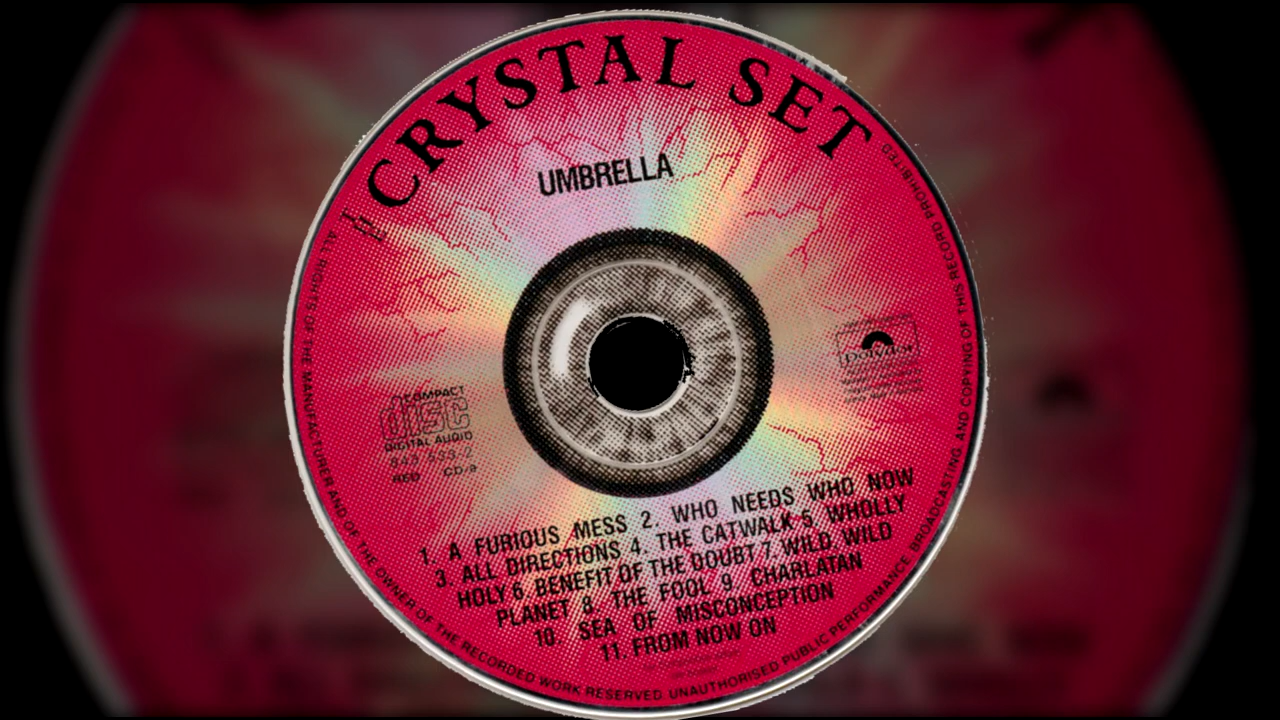 THE CRYSTAL SET
UMBRELLA
polydor
COMPACT
disc
DIGITAL AUDIO
843 533.2
RED CD.a
1. A FURIOUS MESS 2. WHO NEEDS WHO NOW
3. ALL DIRECTIONS 4. THE CATWALK 5. WHOLLY
HOLY 6. BENEFIT OF THE DOUBT 7. WILD, WILD
PLANET 8. THE FOOL 9. CHARLATAN
10. SEA OF MISCONCEPTION
11. FROM NOW ON
ALL RIGHTS OF THE MANUFACTURER AND OF THE OWNER OF THE RECORDED WORK RESERVED. UNAUTHORISED PUBLIC PERFORMANCE, BROADCASTING AND COPYING OF THIS RECORD PROHIBITED